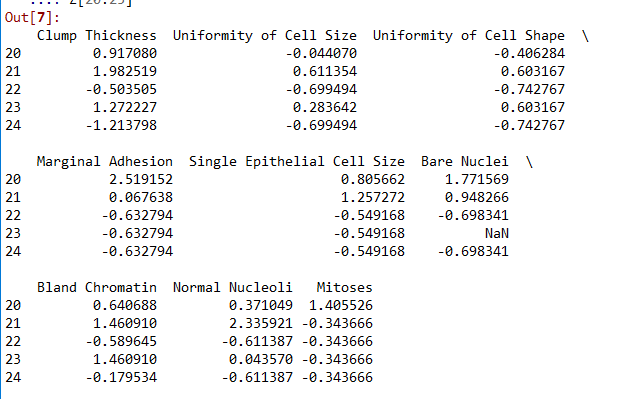 Out[7]:
Clump Thickness  Uniformity of Cell Size  Uniformity of Cell Shape  \
20         0.917080                -0.044070                 -0.406284
21         1.982519                 0.611354                  0.603167
22        -0.503505                -0.699494                 -0.742767
23         1.272227                 0.283642                  0.603167
24        -1.213798                -0.699494                 -0.742767
Marginal Adhesion  Single Epithelial Cell Size  Bare Nuclei  \
20           2.519152                     0.805662     1.771569
21           0.067638                     1.257272     0.948266
22          -0.632794                    -0.549168    -0.698341
23          -0.632794                    -0.549168          NaN
24          -0.632794                    -0.549168    -0.698341
Bland Chromatin  Normal Nucleoli   Mitoses
20         0.640688         0.371049  1.405526
21         1.460910         2.335921 -0.343666
22        -0.589645        -0.611387 -0.343666
23         1.460910         0.043570 -0.343666
24        -0.179534        -0.611387 -0.343666